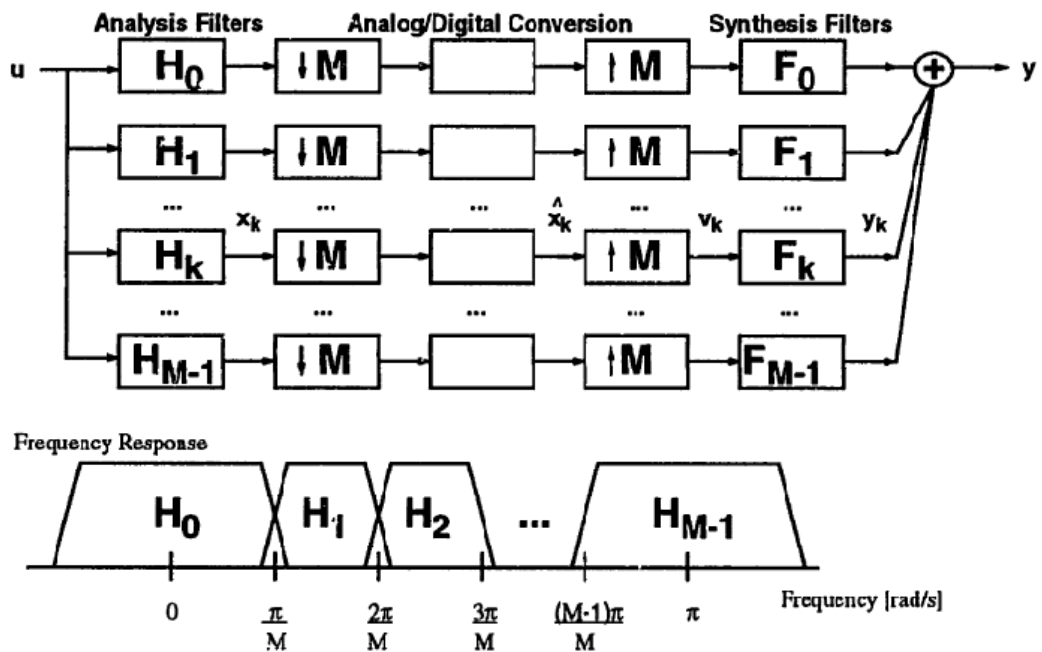 Analysis Filters Analog/Digital Conversion Synthesis Filters
u H0 ↓ M ↑ M F0 + y
H1 ↓ M ↑ M F1
... xk ... ... x̂k ... vk ... yk
Hk ↓ M ↑ M Fk
... ... ... ... ...
HM-1 ↓ M ↑ M FM-1
Frequency Response
H0 H1 H2 ... HM-1
0 π/M 2π/M 3π/M (M-1)π/M π Frequency [rad/s]